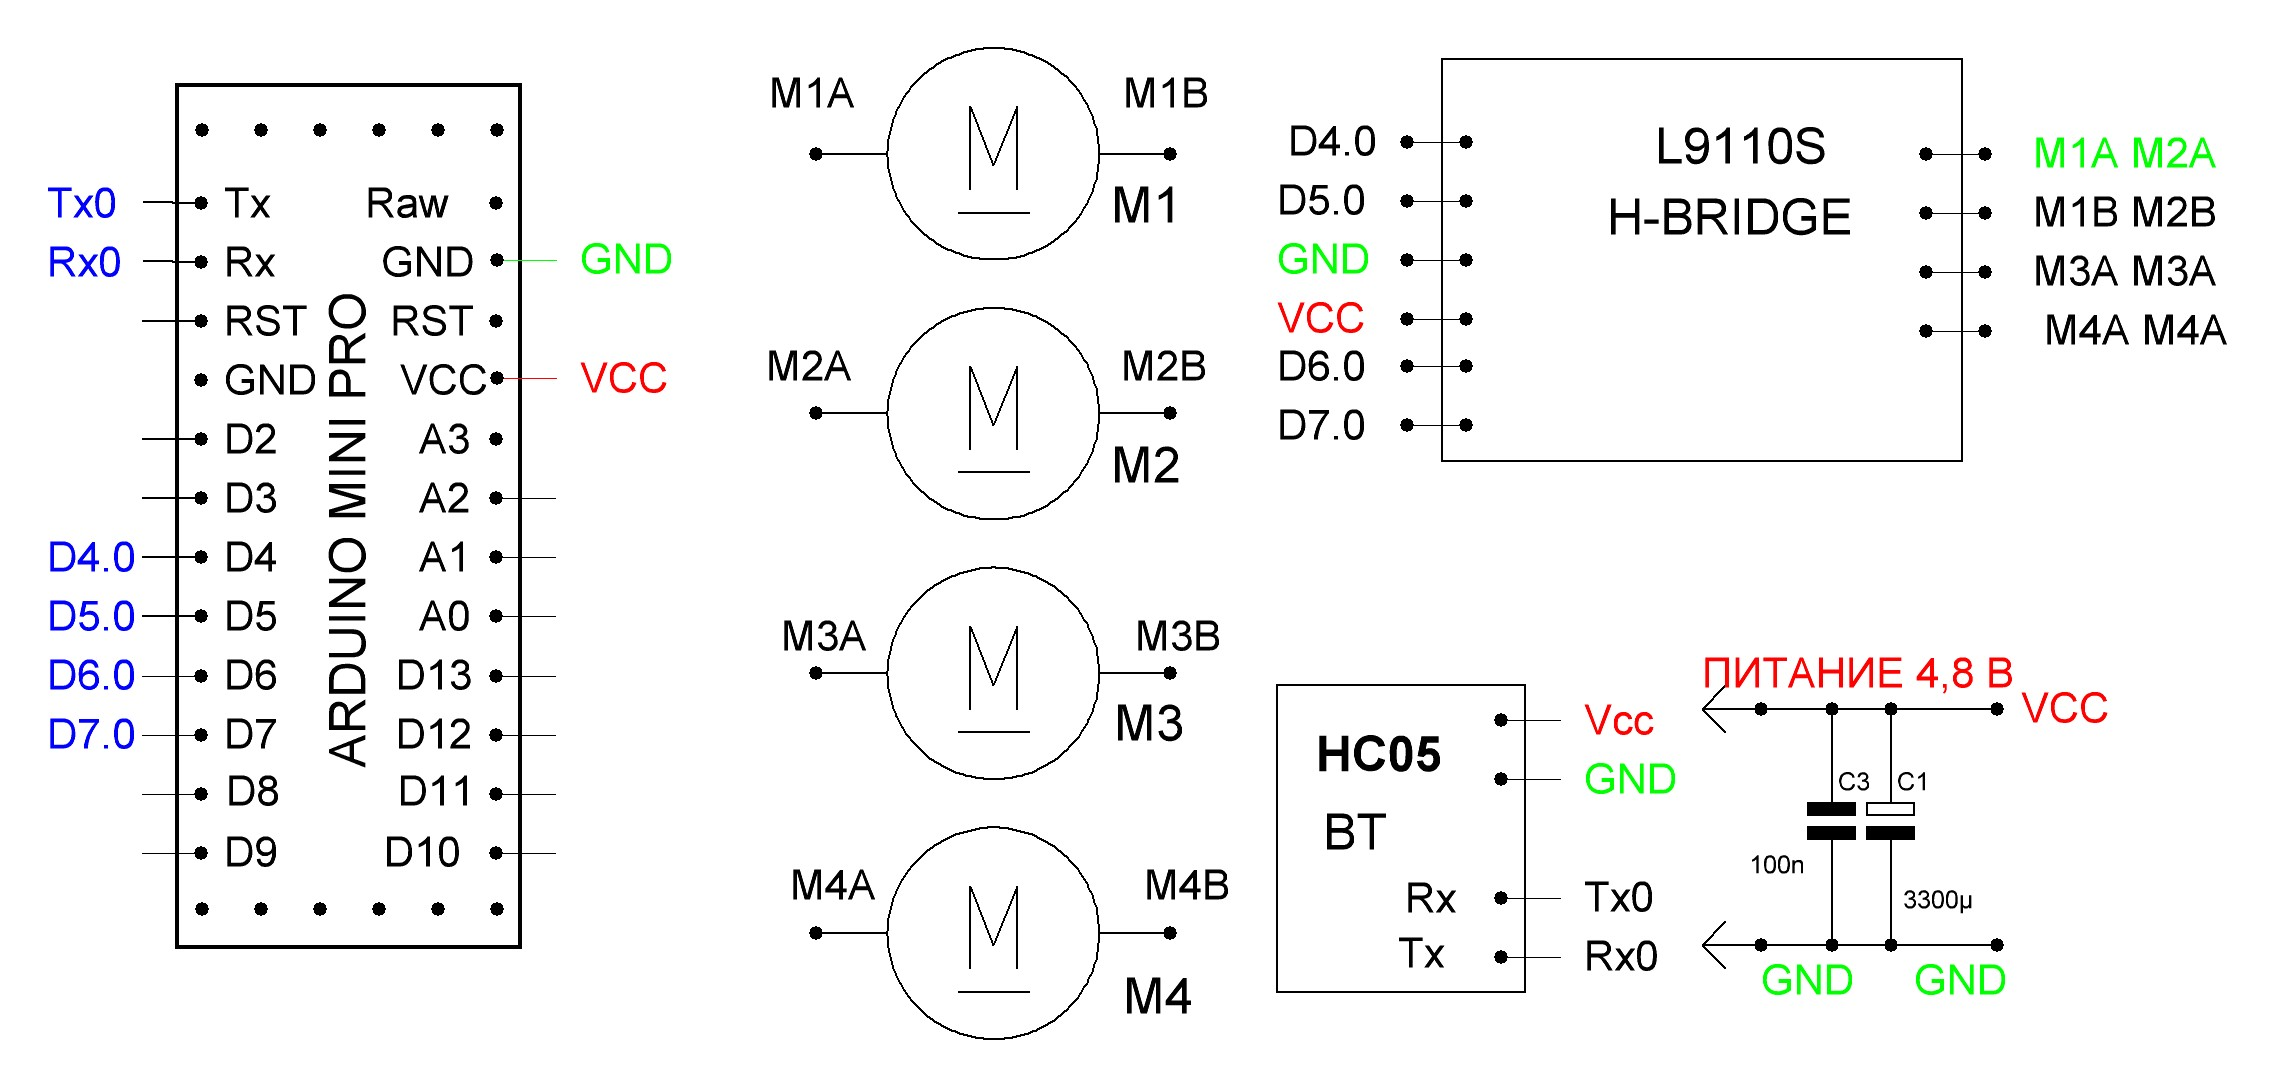 Tx0
Rx0
D4.0
D5.0
D6.0
D7.0
Tx Raw
Rx GND
RST RST
GND VCC
D2 A3
D3 A2
D4 A1
D5 A0
D6 D13
D7 D12
D8 D11
D9 D10
ARDUINO MINI PRO
GND
VCC
M1A M1B
M
M1
M2A M2B
M
M2
M3A M3B
M
M3
M4A M4B
M
M4
D4.0
D5.0
GND
VCC
D6.0
D7.0
L9110S
H-BRIDGE
M1A M2A
M1B M2B
M3A M3A
M4A M4A
HC05
BT
Rx
Tx
Vcc
GND
Tx0
Rx0
ПИТАНИЕ 4,8 В
VCC
C3 C1
100n
3300µ
GND GND